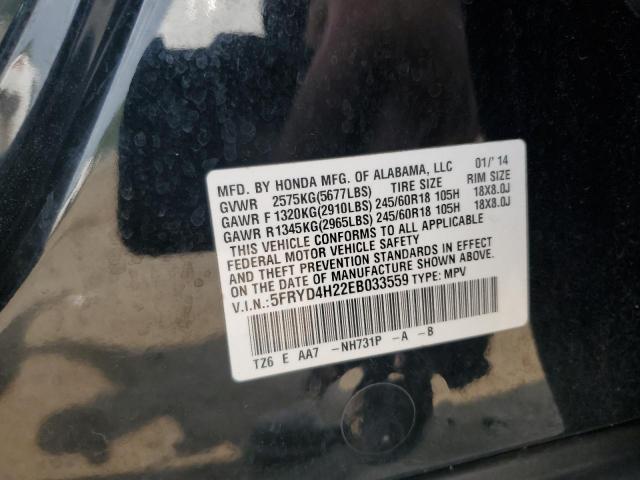 MFD. BY HONDA MFG. OF ALABAMA, LLC 01/'14
GVWR 2575KG(5677LBS) TIRE SIZE RIM SIZE
GAWR F 1320KG(2910LBS) 245/60R18 105H 18X8.0J
GAWR R1345KG(2965LBS) 245/60R18 105H 18X8.0J
THIS VEHICLE CONFORMS TO ALL APPLICABLE
FEDERAL MOTOR VEHICLE SAFETY
AND THEFT PREVENTION STANDARDS IN EFFECT
ON THE DATE OF MANUFACTURE SHOWN ABOVE.
V.I.N.:5FRYD4H22EB033559 TYPE: MPV
TZ6 E AA7 -NH731P -A -B